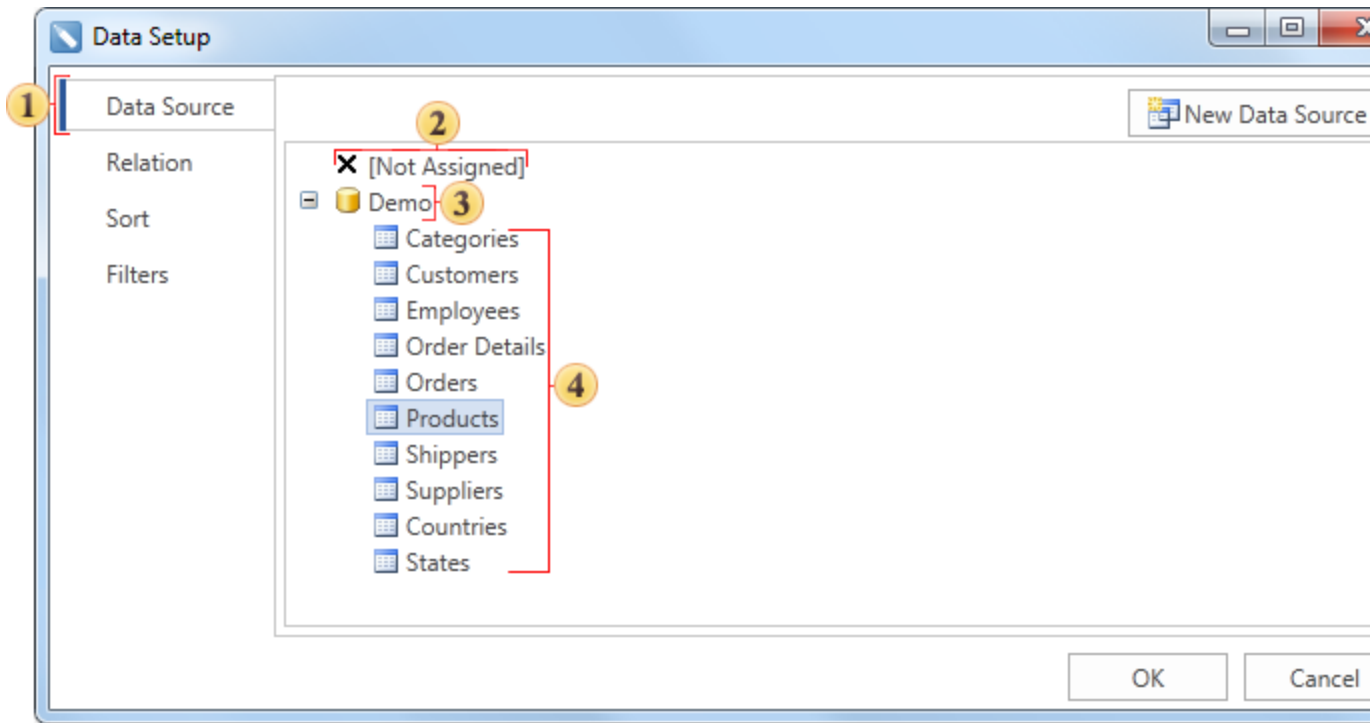 Data Setup
1
Data Source
New Data Source
2
Relation
[Not Assigned]
Demo
3
Sort
Categories
Filters
Customers
Employees
Order Details
Orders
4
Products
Shippers
Suppliers
Countries
States
OK
Cancel